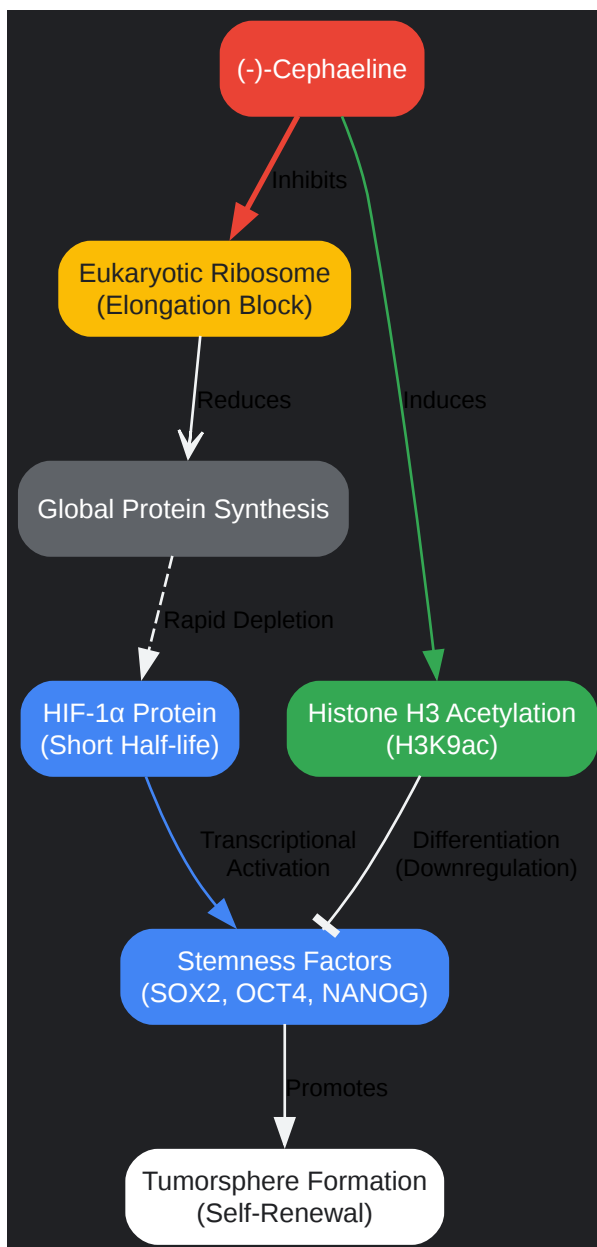 (-)-Cephaeline
Inhibits
Eukaryotic Ribosome
(Elongation Block)
Reduces
Induces
Global Protein Synthesis
Rapid Depletion
HIF-1α Protein
(Short Half-life)
Histone H3 Acetylation
(H3K9ac)
Transcriptional
Activation
Differentiation
(Downregulation)
Stemness Factors
(SOX2, OCT4, NANOG)
Promotes
Tumorsphere Formation
(Self-Renewal)